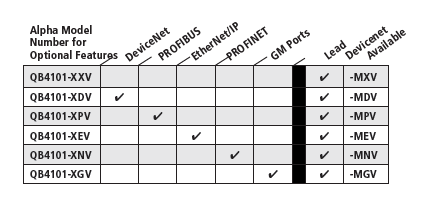 Alpha Model
Number for
Optional Features
DeviceNet
PROFIBUS
EtherNet/IP
PROFINET
GM Ports
Lead
Devicenet
Available
QB4101-XXV ✓ -MXV
QB4101-XDV ✓ ✓ -MDV
QB4101-XPV ✓ ✓ -MPV
QB4101-XEV ✓ ✓ -MEV
QB4101-XNV ✓ ✓ -MNV
QB4101-XGV ✓ ✓ -MGV